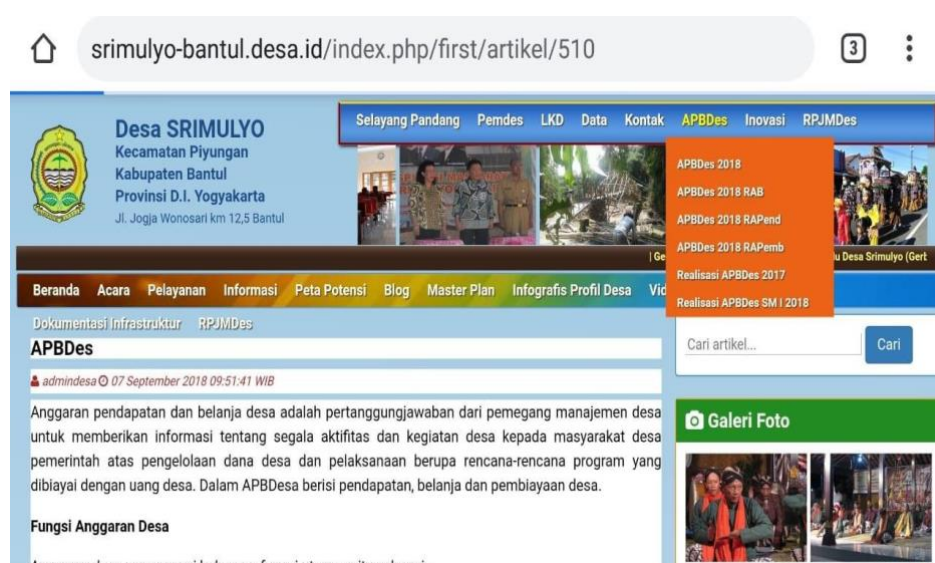 srimulyo-bantul.desa.id/index.php/first/artikel/510
3
Desa SRIMULYO
Kecamatan Piyungan
Kabupaten Bantul
Provinsi D.I. Yogyakarta
Jl. Jogja Wonosari km 12,5 Bantul
Selayang Pandang Pemdes LKD Data Kontak APBDes Inovasi RPJMDes
APBDes 2018
APBDes 2018 RAB
APBDes 2018 RAPend
APBDes 2018 RAPemb
Realisasi APBDes 2017
Realisasi APBDes SM I 2018
| Ge
Desa Srimulyo (Gert
Beranda Acara Pelayanan Informasi Peta Potensi Blog Master Plan Infografis Profil Desa Vid
Dokumentasi Infrastruktur RPJMDes
APBDes
admindesa 07 September 2018 09:51:41 WIB
Anggaran pendapatan dan belanja desa adalah pertanggungjawaban dari pemegang manajemen desa
untuk memberikan informasi tentang segala aktifitas dan kegiatan desa kepada masyarakat desa
pemerintah atas pengelolaan dana desa dan pelaksanaan berupa rencana-rencana program yang
dibiayai dengan uang desa. Dalam APBDesa berisi pendapatan, belanja dan pembiayaan desa.
Fungsi Anggaran Desa
Cari artikel...
Cari
Galeri Foto